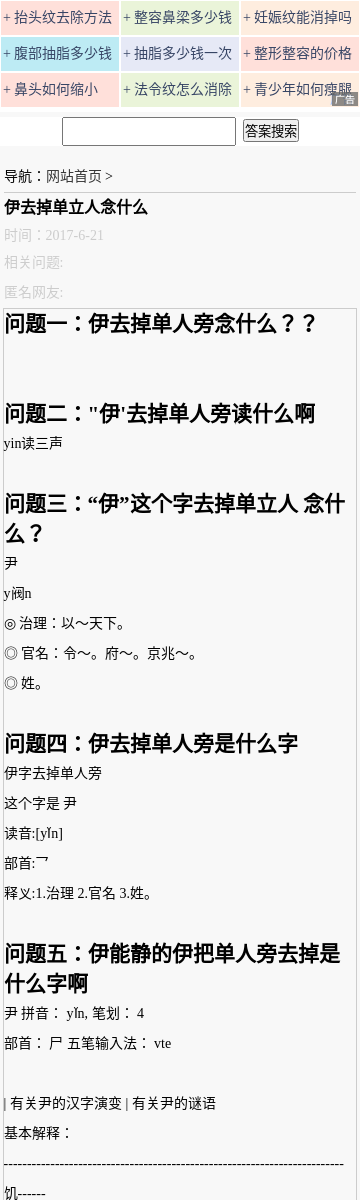 + 抬头纹去除方法 + 整容鼻梁多少钱 + 妊娠纹能消掉吗
+ 腹部抽脂多少钱 + 抽脂多少钱一次 + 整形整容的价格
+ 鼻头如何缩小 + 法令纹怎么消除 + 青少年如何瘦腿
广告
答案搜索
导航：网站首页 >
伊去掉单立人念什么
时间：2017-6-21
相关问题:
匿名网友:
问题一：伊去掉单人旁念什么？？
问题二："伊'去掉单人旁读什么啊
yin读三声
问题三：“伊”这个字去掉单立人 念什
么？
尹
y阀n
◎ 治理：以～天下。
◎ 官名：令～。府～。京兆～。
◎ 姓。
问题四：伊去掉单人旁是什么字
伊字去掉单人旁
这个字是 尹
读音:[yǐn]
部首:乛
释义:1.治理 2.官名 3.姓。
问题五：伊能静的伊把单人旁去掉是
什么字啊
尹 拼音： yǐn, 笔划： 4
部首： 尸 五笔输入法： vte
| 有关尹的汉字演变 | 有关尹的谜语
基本解释：
--------------------------------------------------------------------------
饥------